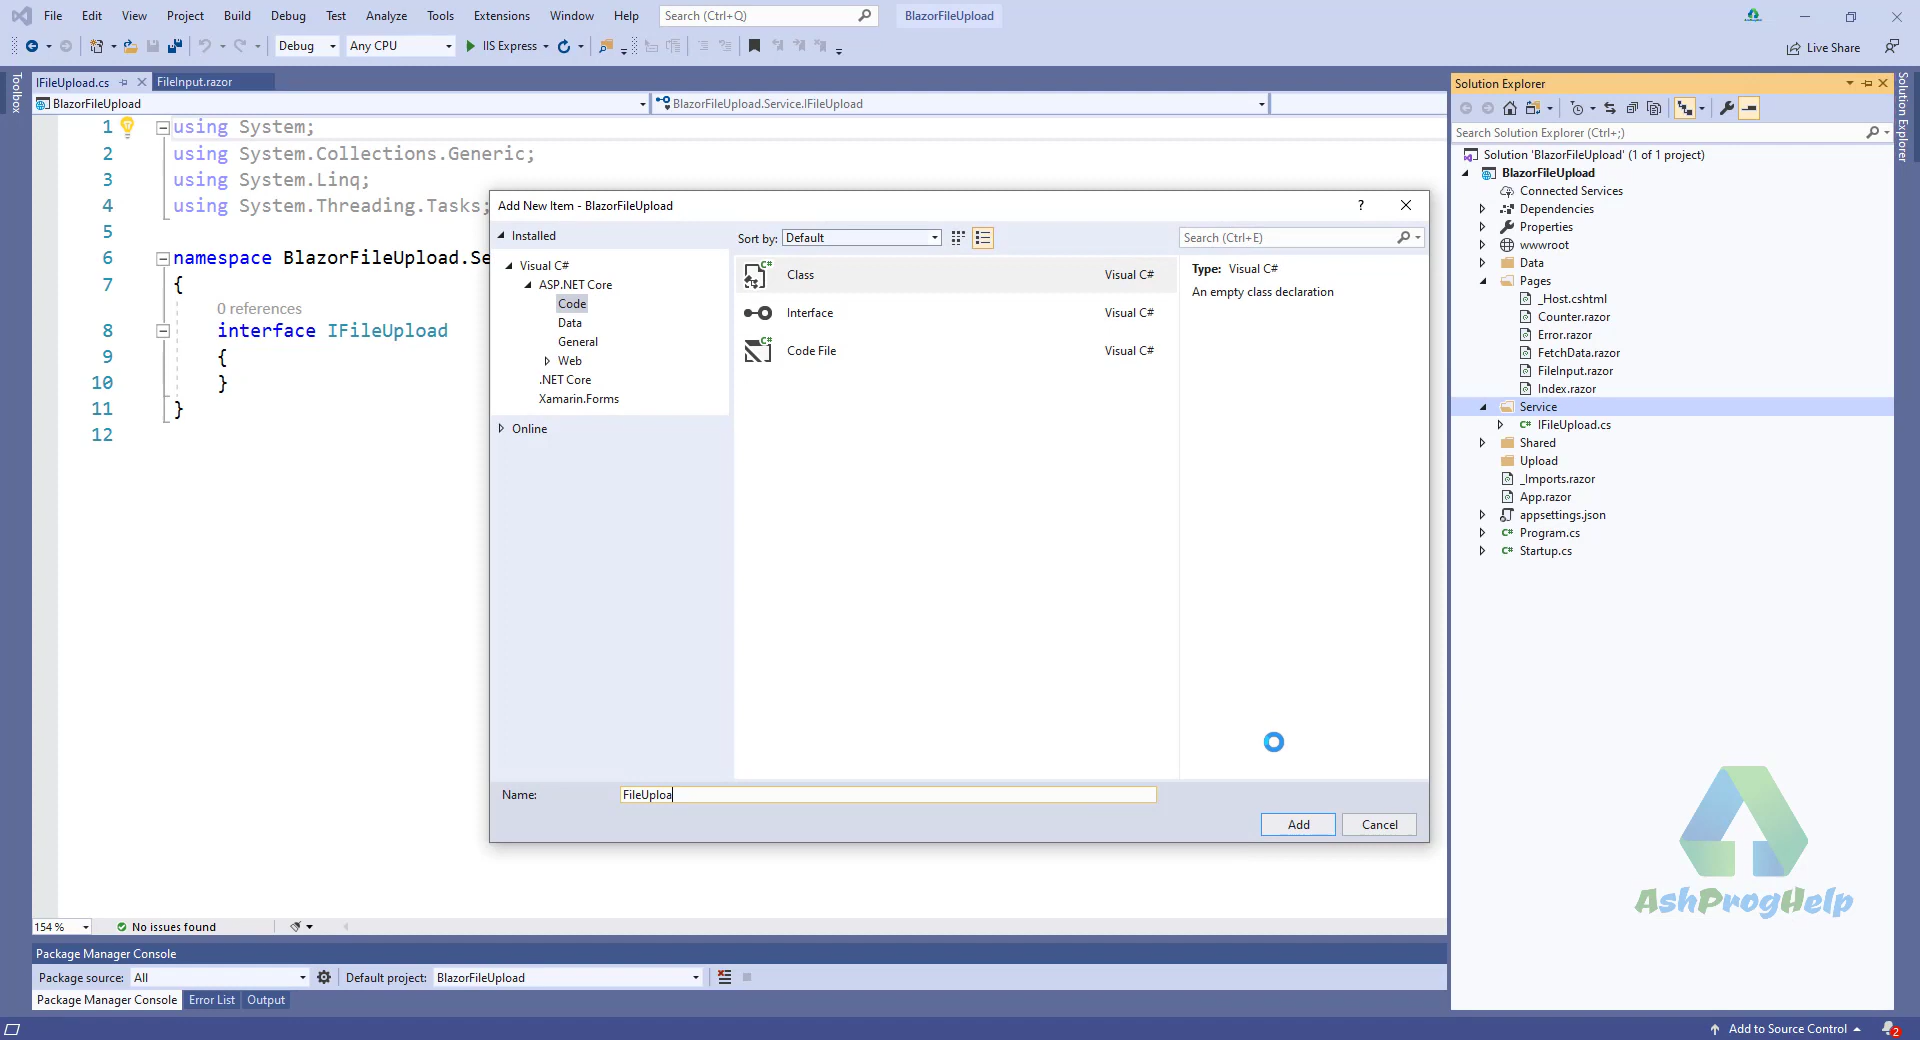 File Edit View Project Build Debug Test Analyze Tools Extensions Window Help Search (Ctrl+Q) BlazorFileUpload
Debug Any CPU IIS Express Live Share
Toolbox
IFileUpload.cs FileInput.razor
BlazorFileUpload BlazorFileUpload.Service.IFileUpload
1 using System;
2 using System.Collections.Generic;
3 using System.Linq;
4 using System.Threading.Tasks;
5
6 namespace BlazorFileUpload.Se
7 {
0 references
8 interface IFileUpload
9 {
10 }
11 }
12
Add New Item - BlazorFileUpload ?
Installed
Sort by: Default
Search (Ctrl+E)
Visual C#
ASP.NET Core
Code
Data
General
Web
.NET Core
Xamarin.Forms
Online
Class Visual C#
Interface Visual C#
Code File Visual C#
Type: Visual C#
An empty class declaration
Name: FileUploa
Add Cancel
Solution Explorer
Search Solution Explorer (Ctrl+;)
Solution 'BlazorFileUpload' (1 of 1 project)
BlazorFileUpload
Connected Services
Dependencies
Properties
wwwroot
Data
Pages
_Host.cshtml
Counter.razor
Error.razor
FetchData.razor
FileInput.razor
Index.razor
Service
C# IFileUpload.cs
Shared
Upload
_Imports.razor
App.razor
appsettings.json
C# Program.cs
C# Startup.cs
Solution Explorer
AshProgHelp
154 % No issues found
Package Manager Console
Package source: All Default project: BlazorFileUpload
Package Manager Console Error List Output
Add to Source Control 2